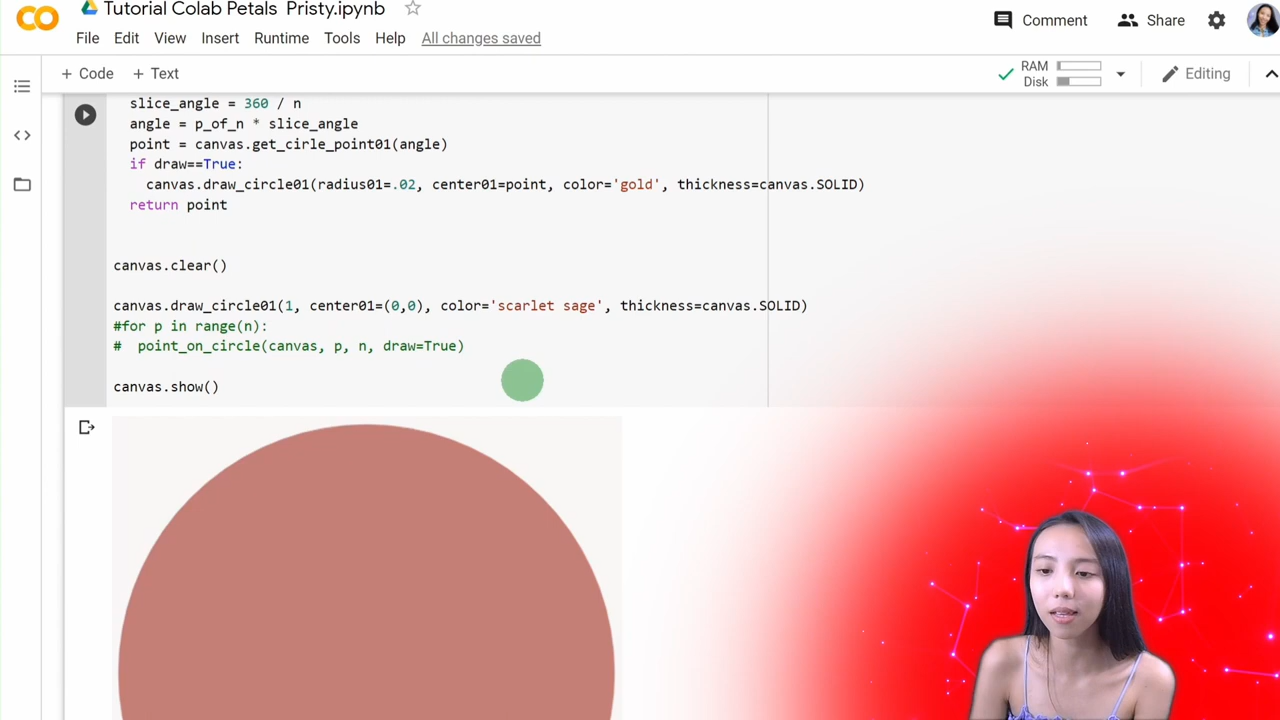 CO Tutorial Colab Petals Pristy.ipynb
Comment Share
File Edit View Insert Runtime Tools Help All changes saved
+ Code + Text
RAM
Disk
Editing
slice_angle = 360 / n
angle = p_of_n * slice_angle
point = canvas.get_cirle_point01(angle)
if draw==True:
canvas.draw_circle01(radius01=.02, center01=point, color='gold', thickness=canvas.SOLID)
return point
canvas.clear()
canvas.draw_circle01(1, center01=(0,0), color='scarlet sage', thickness=canvas.SOLID)
#for p in range(n):
# point_on_circle(canvas, p, n, draw=True)
canvas.show()